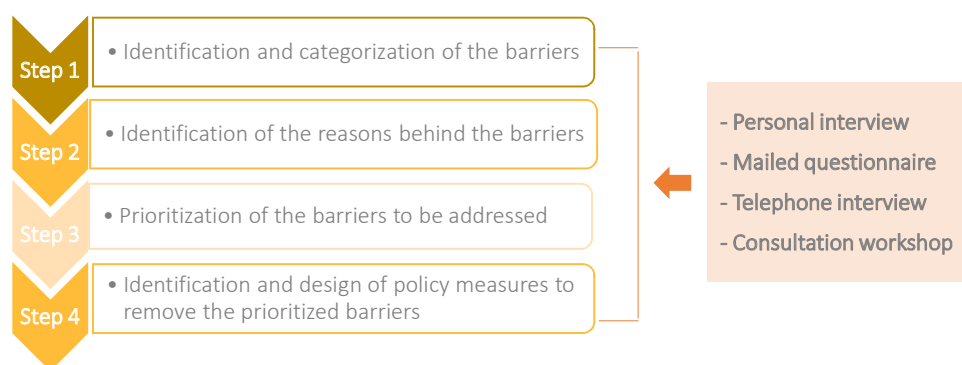 Step 1
• Identification and categorization of the barriers
Step 2
• Identification of the reasons behind the barriers
Step 3
• Prioritization of the barriers to be addressed
Step 4
• Identification and design of policy measures to
remove the prioritized barriers
- Personal interview
- Mailed questionnaire
- Telephone interview
- Consultation workshop